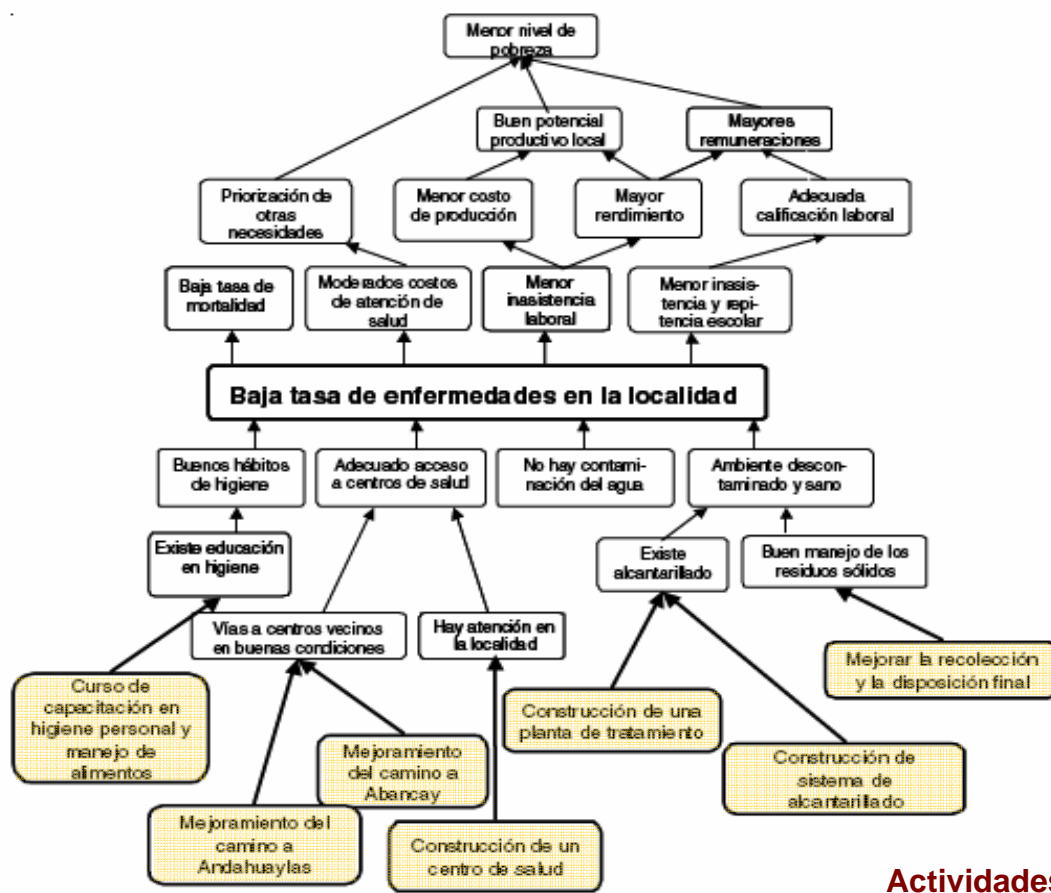 Menor nivel de
pobreza
Buen potencial
productivo local
Mayores
remuneraciones
Priorización de
otras
necesidades
Menor costo
de producción
Mayor
rendimiento
Adecuada
calificación laboral
Baja tasa de
mortalidad
Moderados costos
de atención de
salud
Menor
inasistencia
laboral
Menor inasis-
tencia y repi-
tencia escolar
Baja tasa de enfermedades en la localidad
Buenos hábitos
de higiene
Adecuado acceso
a centros de salud
No hay contami-
nación del agua
Ambiente descon-
taminado y sano
Existe educación
en higiene
Existe
alcantarillado
Buen manejo de los
residuos sólidos
Vías a centros vecinos
en buenas condiciones
Hay atención en
la localidad
Mejorar la recolección
y la disposición final
Curso de
capacitación en
higiene personal y
manejo de
alimentos
Construcción de una
planta de tratamiento
Mejoramiento
del camino a
Abancay
Construcción de
sistema de
alcantarillado
Mejoramiento del
camino a
Andahuaylas
Construcción de un
centro de salud
Actividades